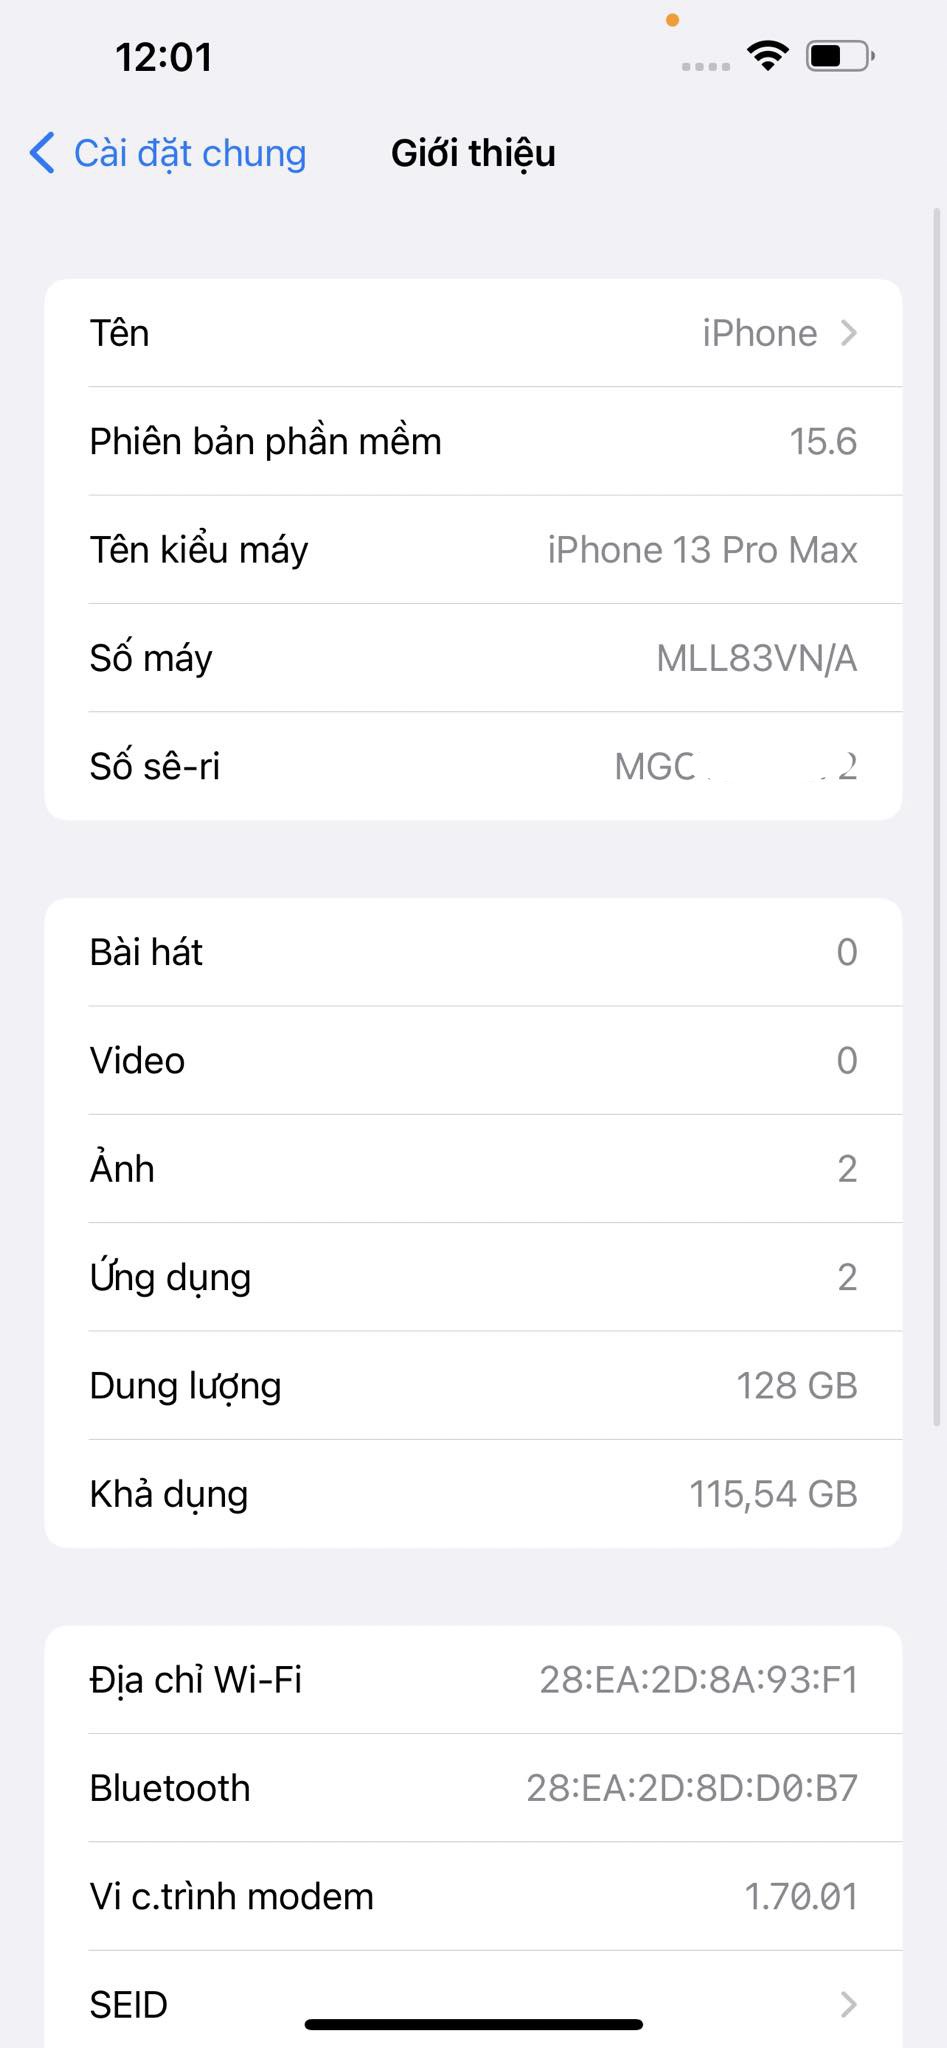 12:01
Cài đặt chung
Giới thiệu
Tên iPhone
Phiên bản phần mềm 15.6
Tên kiểu máy iPhone 13 Pro Max
Số máy MLL83VN/A
Số sê-ri MGC 2
Bài hát 0
Video 0
Ảnh 2
Ứng dụng 2
Dung lượng 128 GB
Khả dụng 115,54 GB
Địa chỉ Wi-Fi 28:EA:2D:8A:93:F1
Bluetooth 28:EA:2D:8D:D0:B7
Vi c.trình modem 1.70.01
SEID